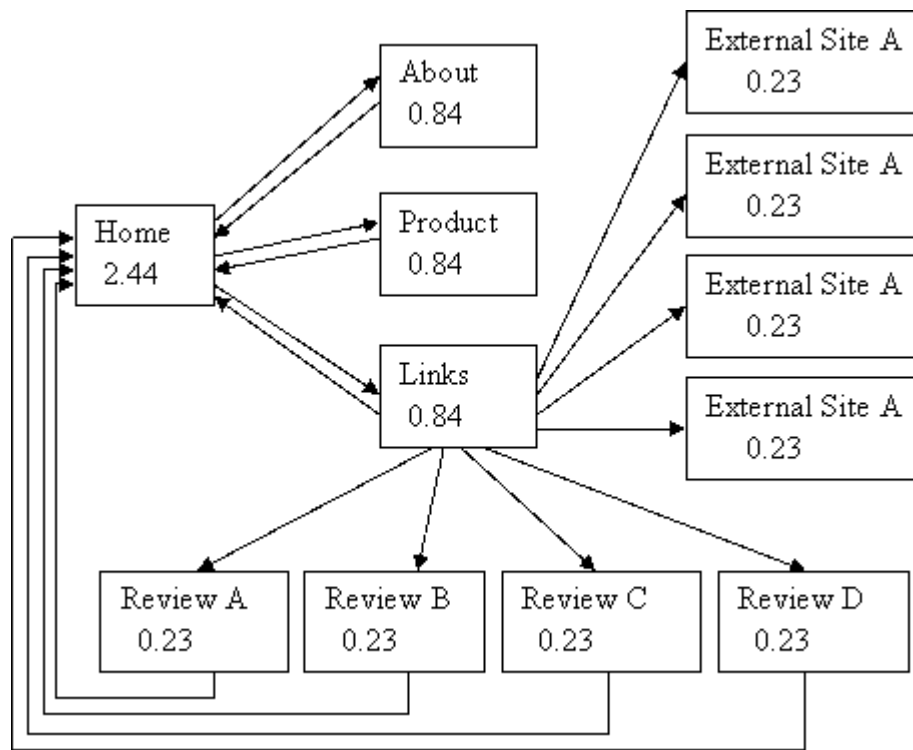 About
0.84
External Site A
0.23
External Site A
0.23
Home
2.44
Product
0.84
External Site A
0.23
Links
0.84
External Site A
0.23
Review A
0.23
Review B
0.23
Review C
0.23
Review D
0.23